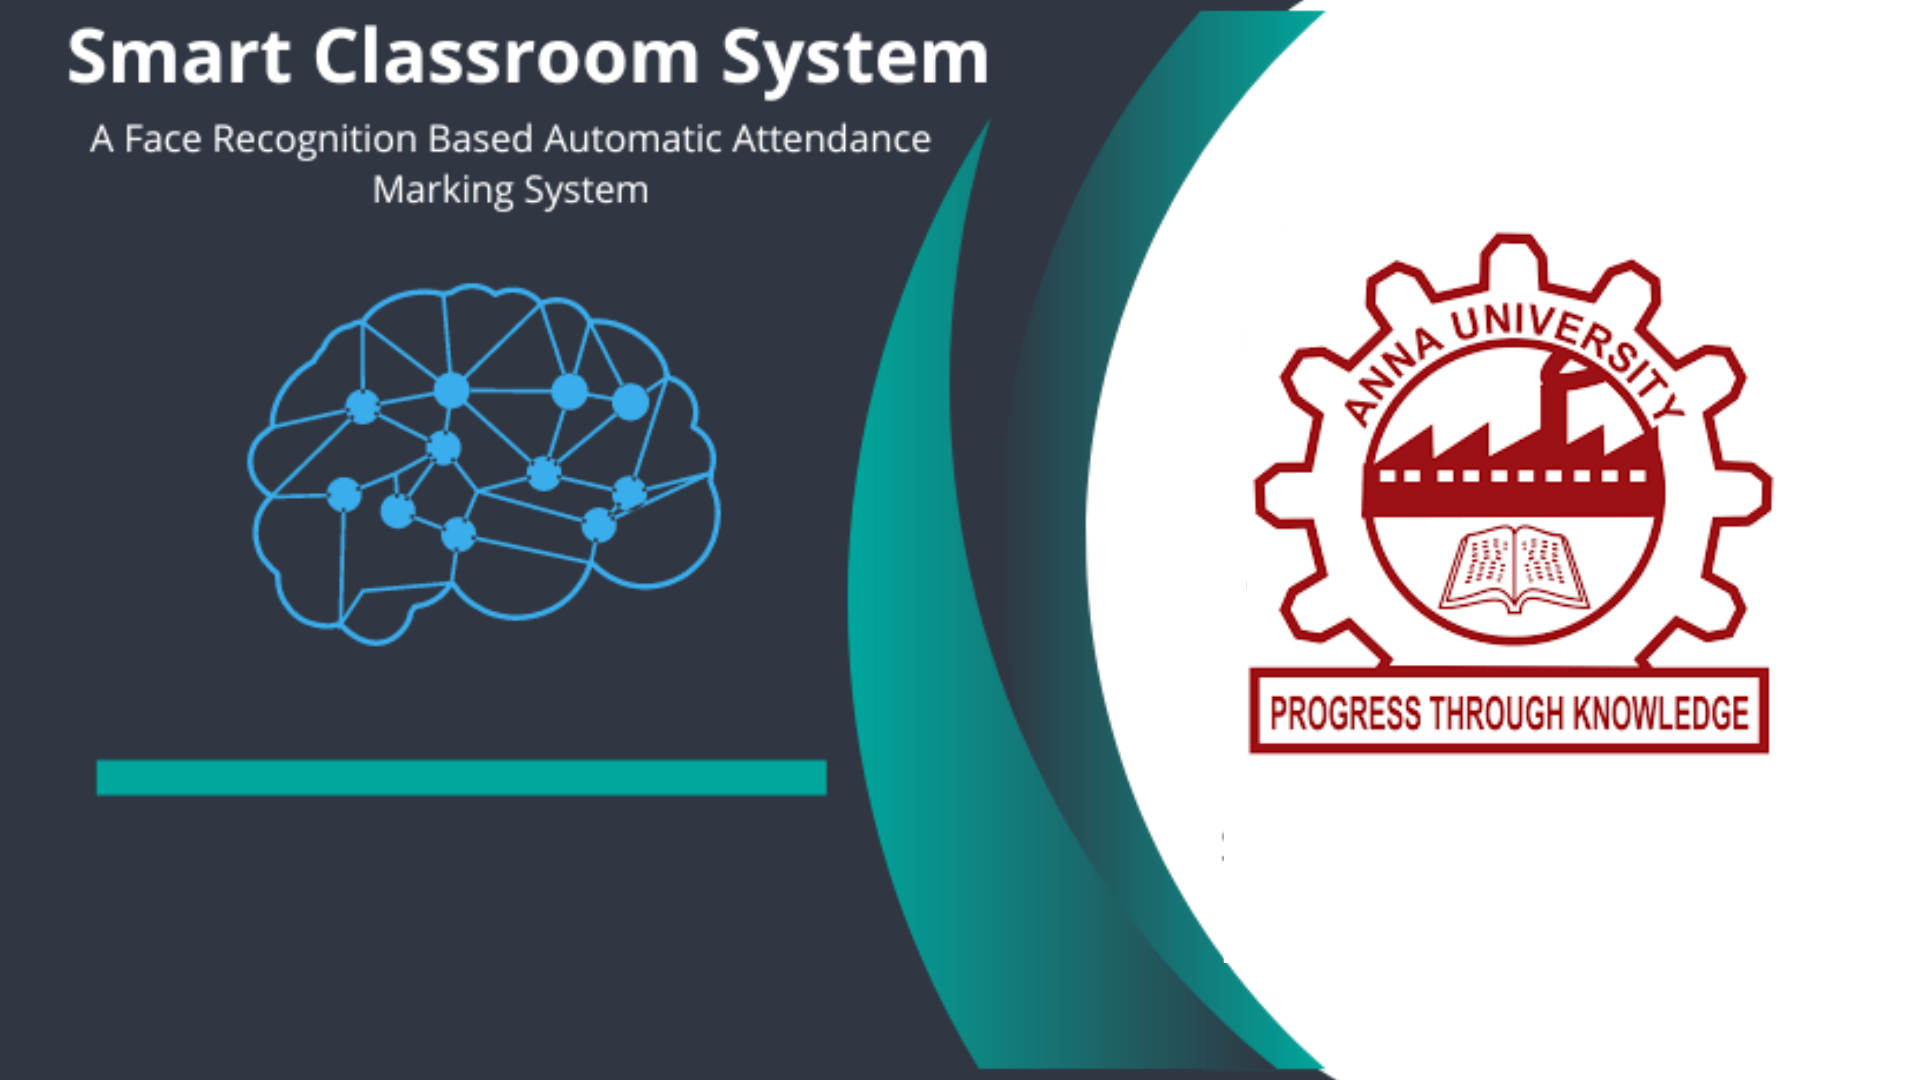 Smart Classroom System
A Face Recognition Based Automatic Attendance
Marking System
ANNA UNIVERSITY
PROGRESS THROUGH KNOWLEDGE